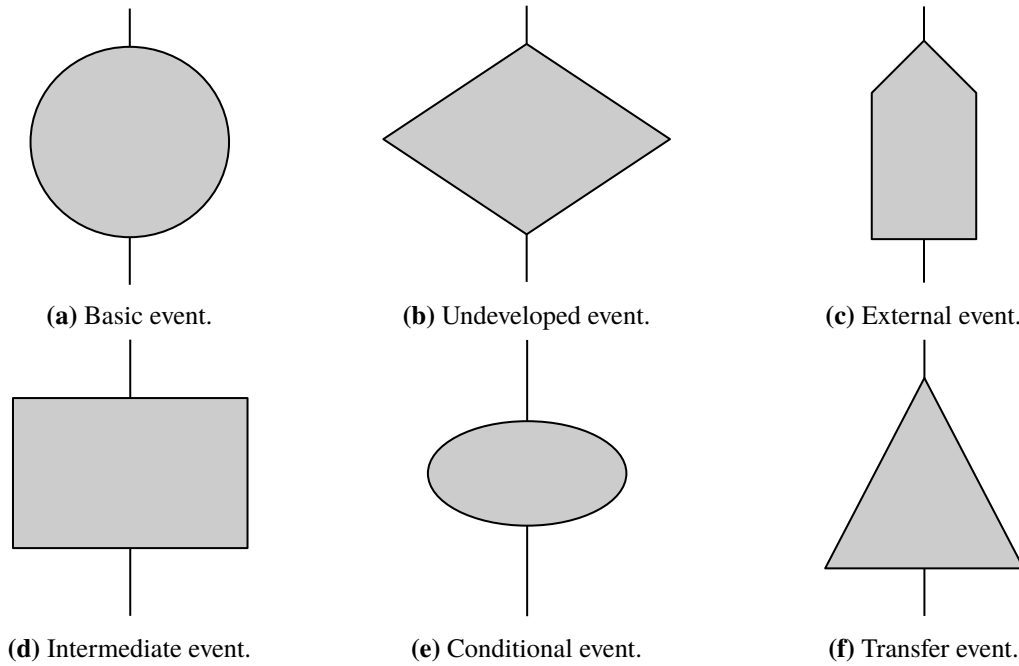 (a) Basic event.
(b) Undeveloped event.
(c) External event.
(d) Intermediate event.
(e) Conditional event.
(f) Transfer event.